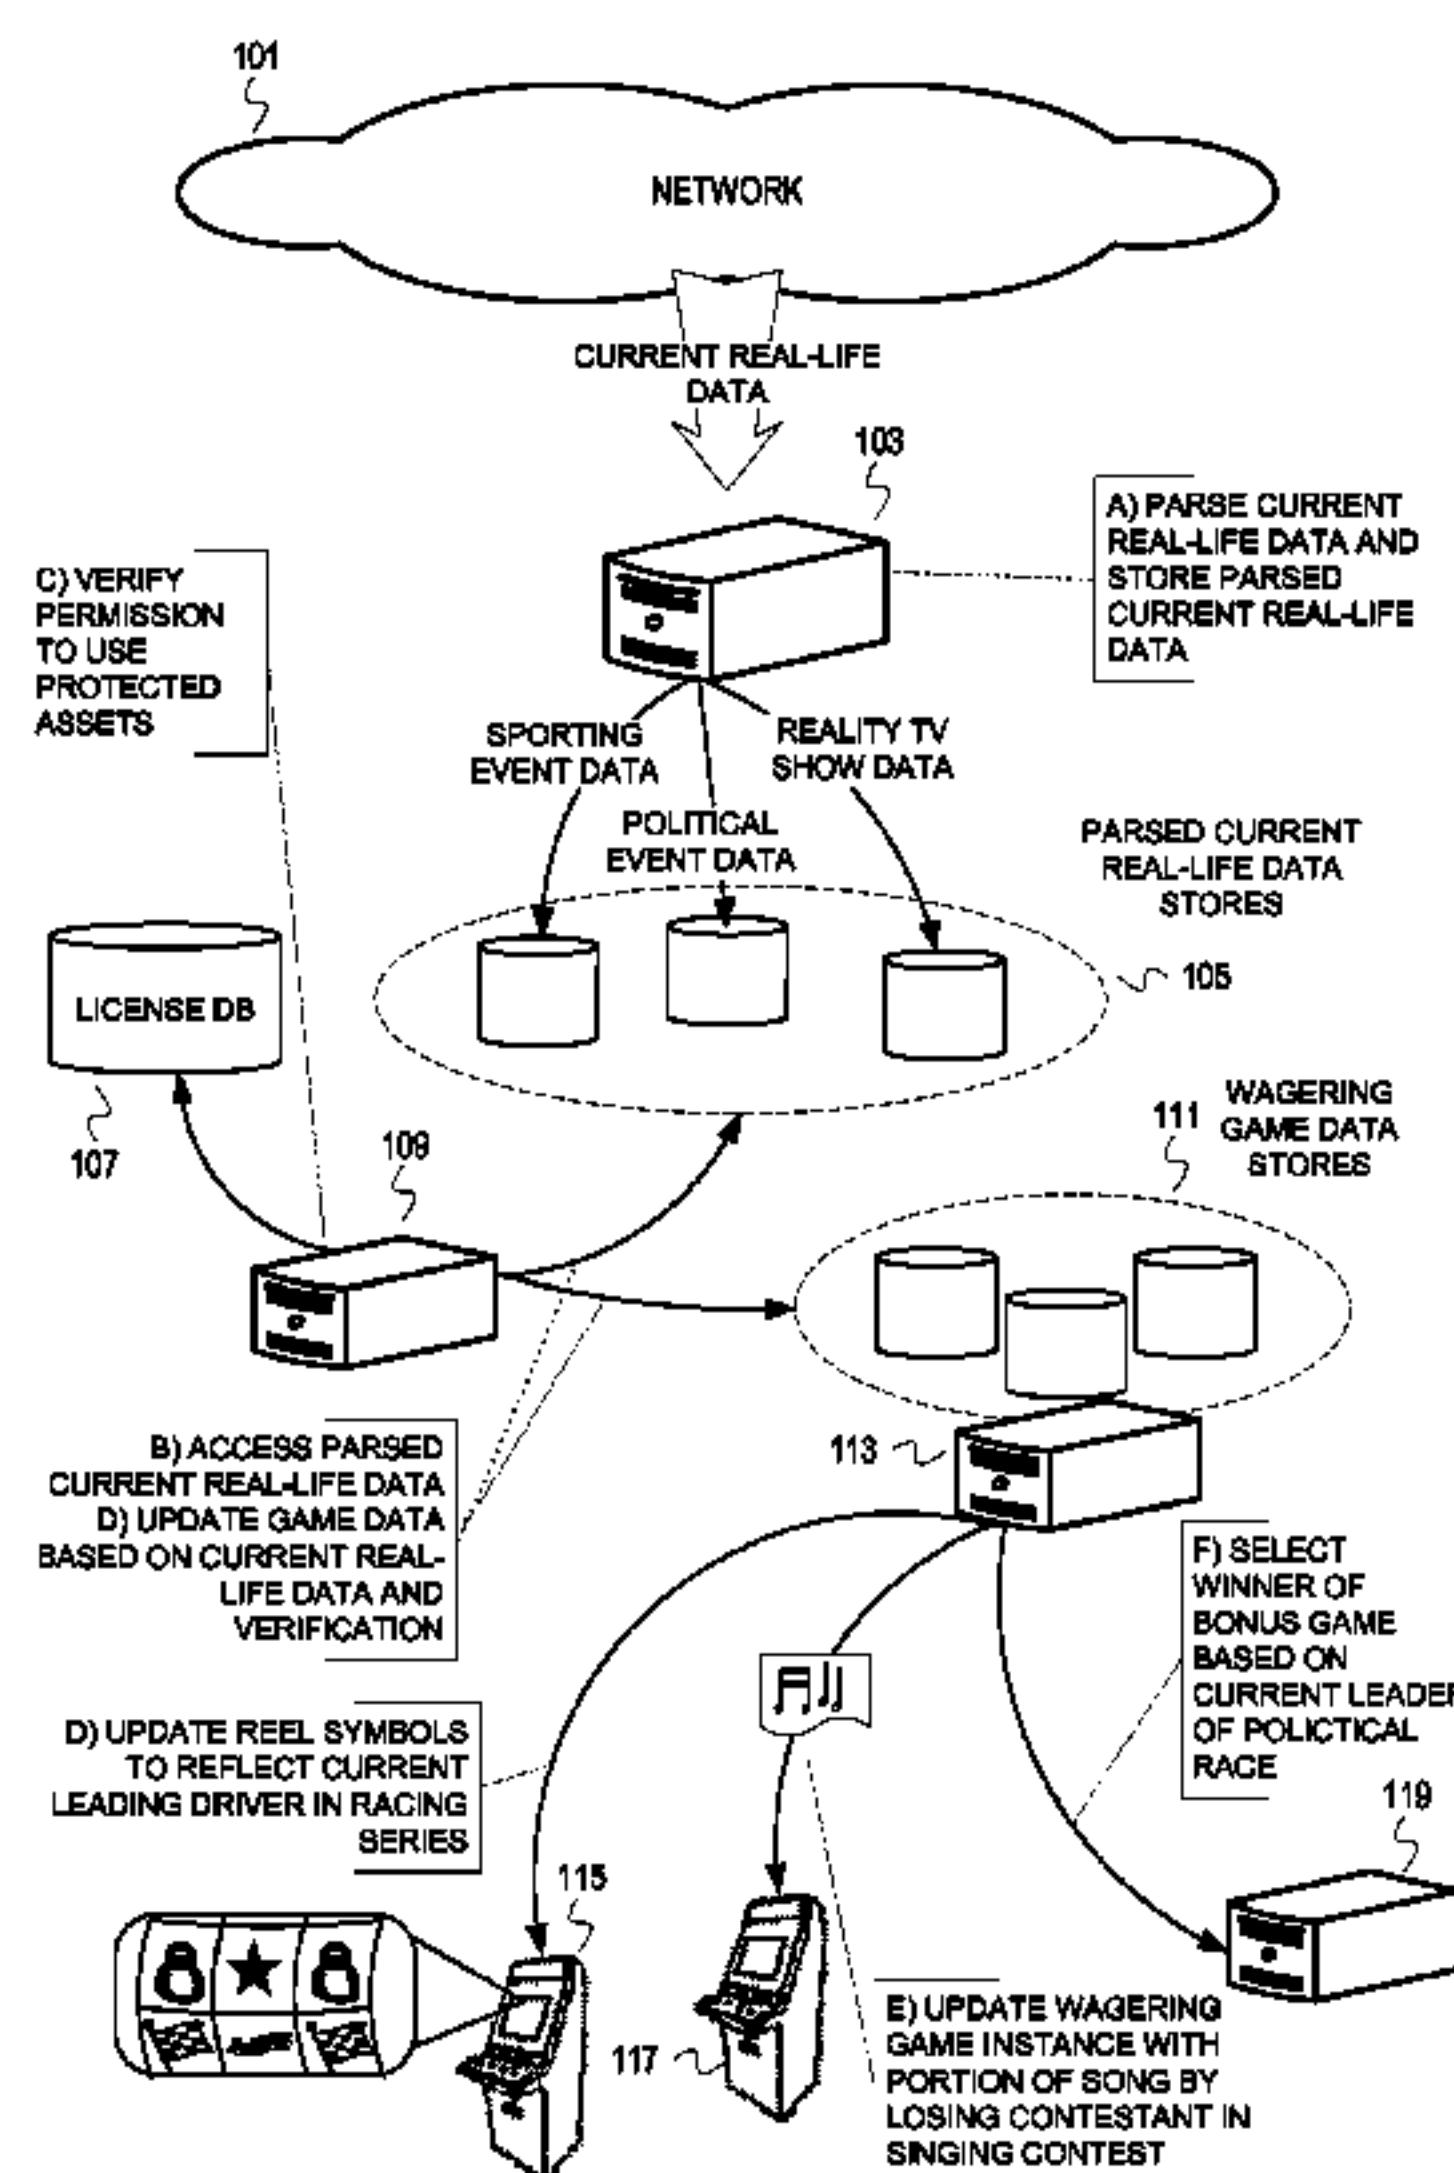 101
NETWORK
CURRENT REAL-LIFE
DATA
103
A) PARSE CURRENT
REAL-LIFE DATA AND
STORE PARSED
CURRENT REAL-LIFE
DATA
C) VERIFY
PERMISSION
TO USE
PROTECTED
ASSETS
SPORTING
EVENT DATA
REALITY TV
SHOW DATA
POLITICAL
EVENT DATA
PARSED CURRENT
REAL-LIFE DATA
STORES
105
LICENSE DB
107
109
WAGERING
GAME DATA
STORES
111
B) ACCESS PARSED
CURRENT REAL-LIFE DATA
D) UPDATE GAME DATA
BASED ON CURRENT REAL-
LIFE DATA AND
VERIFICATION
113
F) SELECT
WINNER OF
BONUS GAME
BASED ON
CURRENT LEADER
OF POLICTICAL
RACE
D) UPDATE REEL SYMBOLS
TO REFLECT CURRENT
LEADING DRIVER IN RACING
SERIES
115
119
117
E) UPDATE WAGERING
GAME INSTANCE WITH
PORTION OF SONG BY
LOSING CONTESTANT IN
SINGING CONTEST